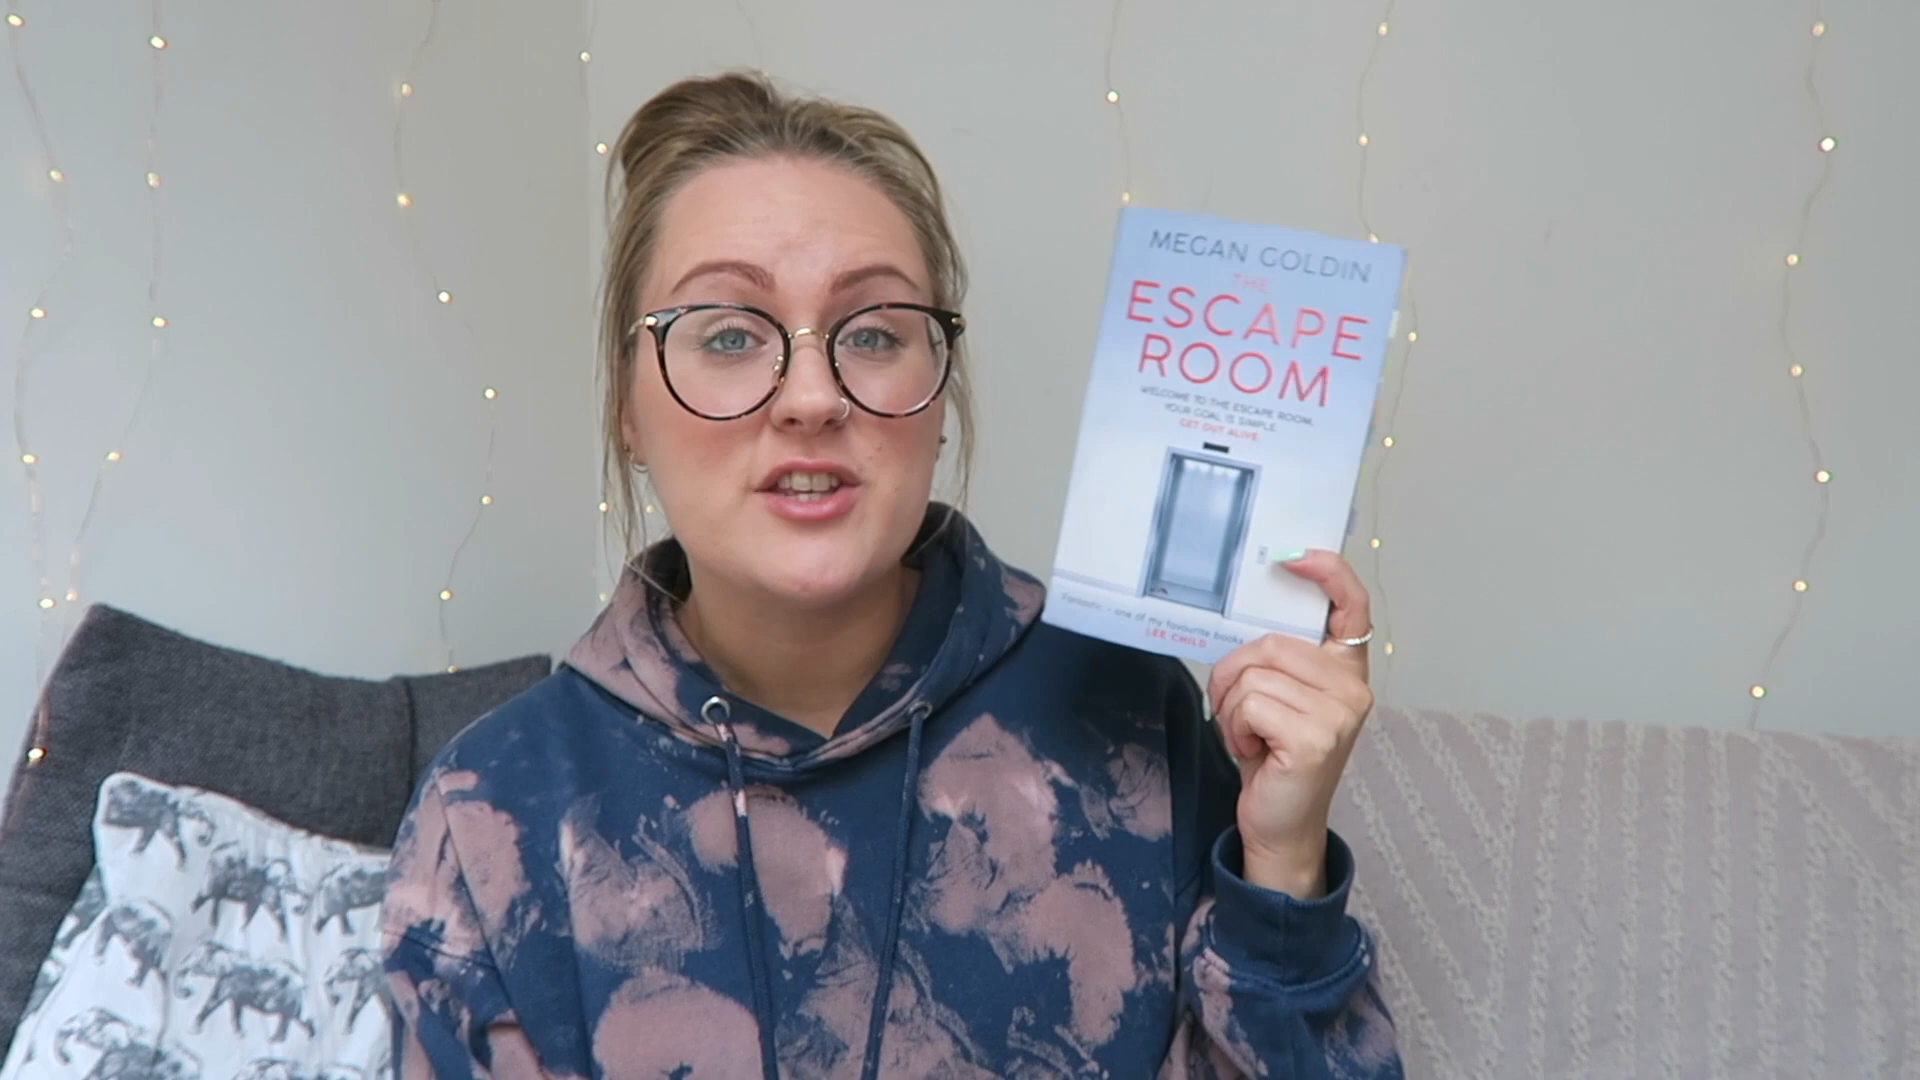 MEGAN GOLDIN
THE
ESCAPE
ROOM
WELCOME TO THE ESCAPE ROOM.
YOUR GOAL IS SIMPLE.
GET OUT ALIVE.
Fantastic – one of my favourite books
LEE CHILD